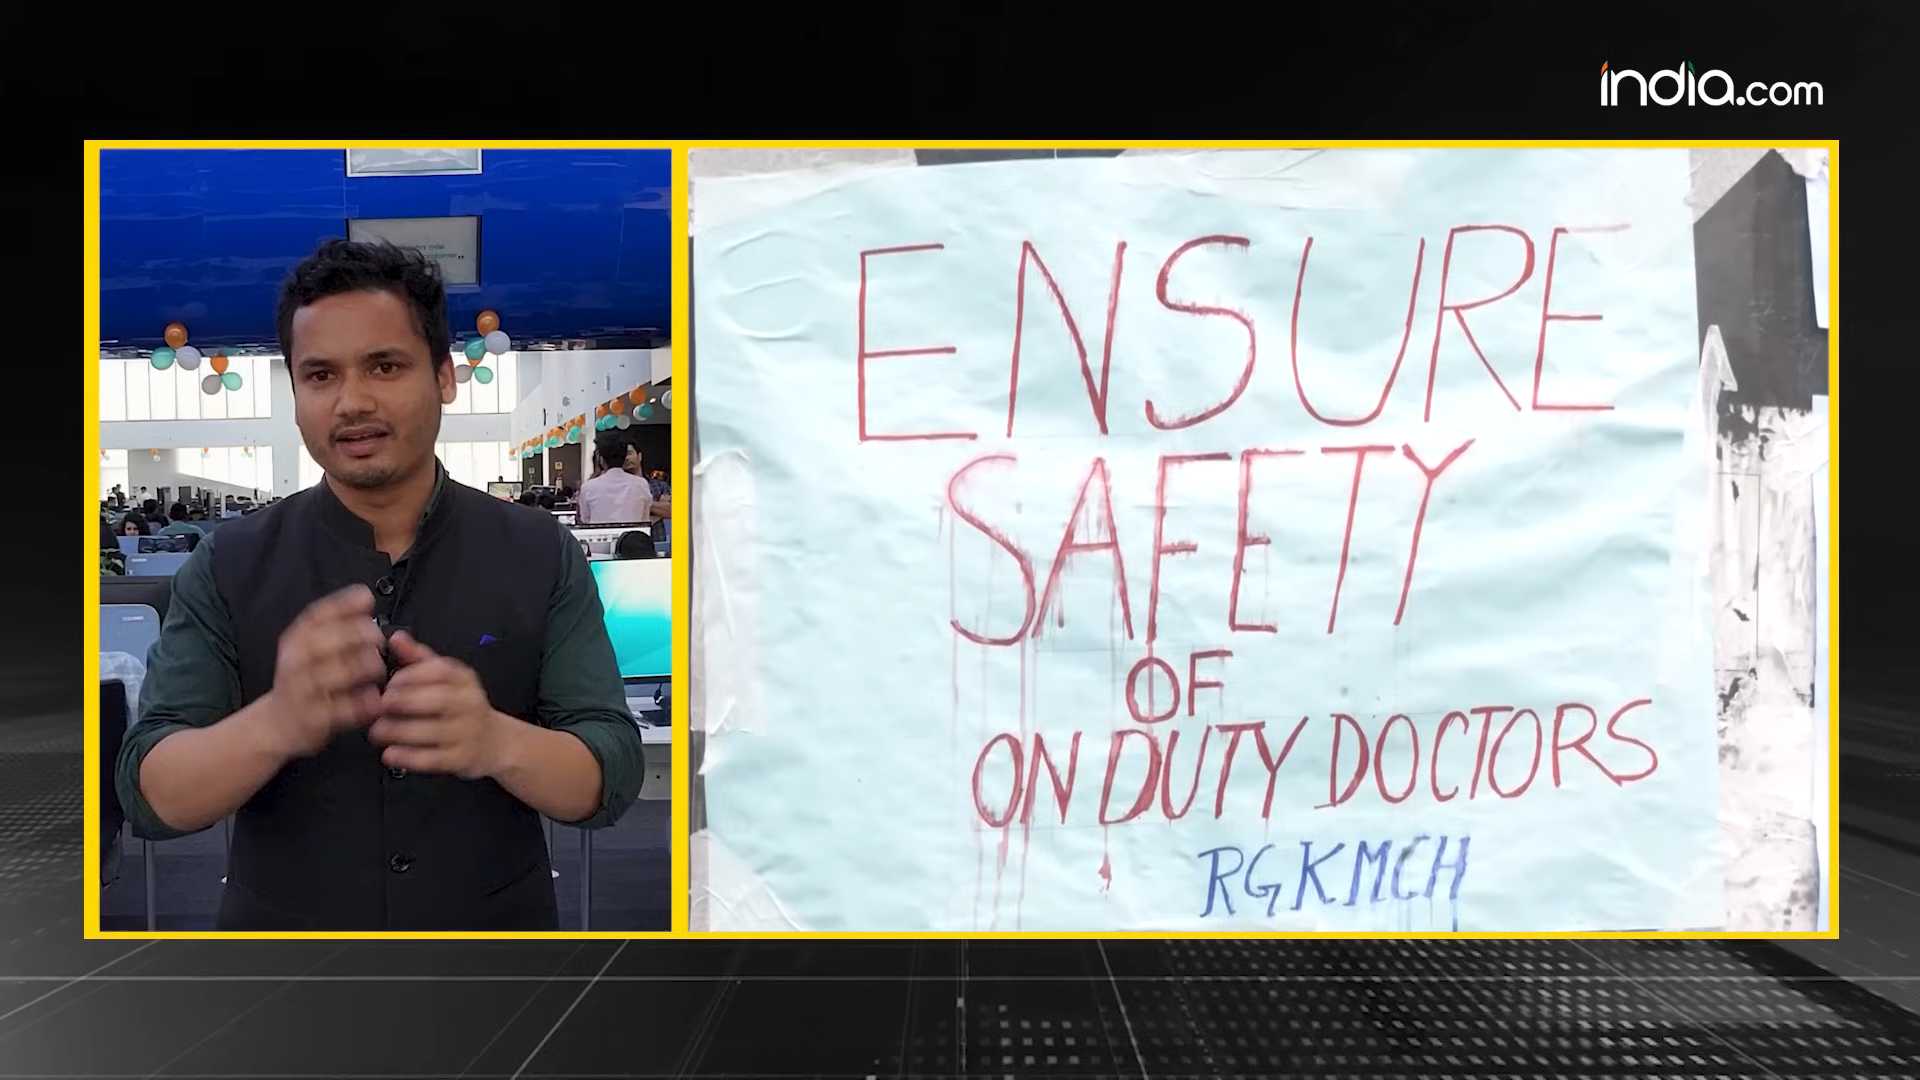 india.com
ENSURE
SAFETY
OF
ON DUTY DOCTORS
RGKMCH